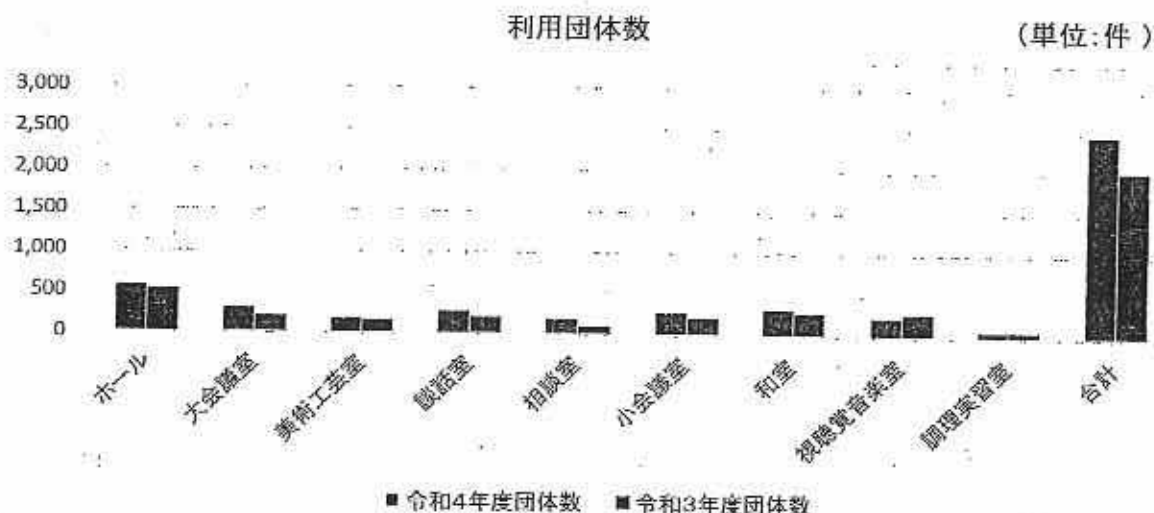 利用団体数
(単位:件 )
3,000
2,500
2,000
1,500
1,000
500
0
ホール
大会議室
美術工芸室
談話室
相談室
小会議室
和室
視聴覚音楽室
調理実習室
合計
■ 令和4年度団体数 ■ 令和3年度団体数